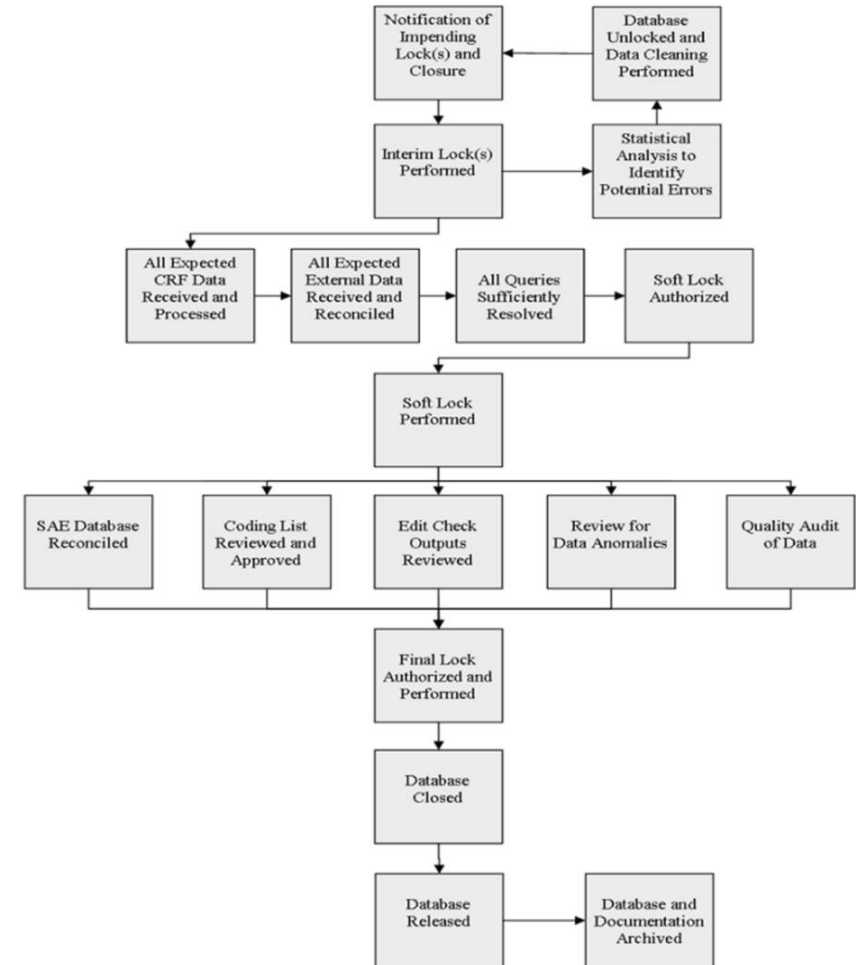 Notification of
Impending
Lock(s) and
Closure
Database
Unlocked and
Data Cleaning
Performed
Interim Lock(s)
Performed
Statistical
Analysis to
Identify
Potential Errors
All Expected
CRF Data
Received and
Processed
All Expected
External Data
Received and
Reconciled
All Queries
Sufficiently
Resolved
Soft Lock
Authorized
Soft Lock
Performed
SAE Database
Reconciled
Coding List
Reviewed and
Approved
Edit Check
Outputs
Reviewed
Review for
Data Anomalies
Quality Audit
of Data
Final Lock
Authorized and
Performed
Database
Closed
Database
Released
Database and
Documentation
Archived